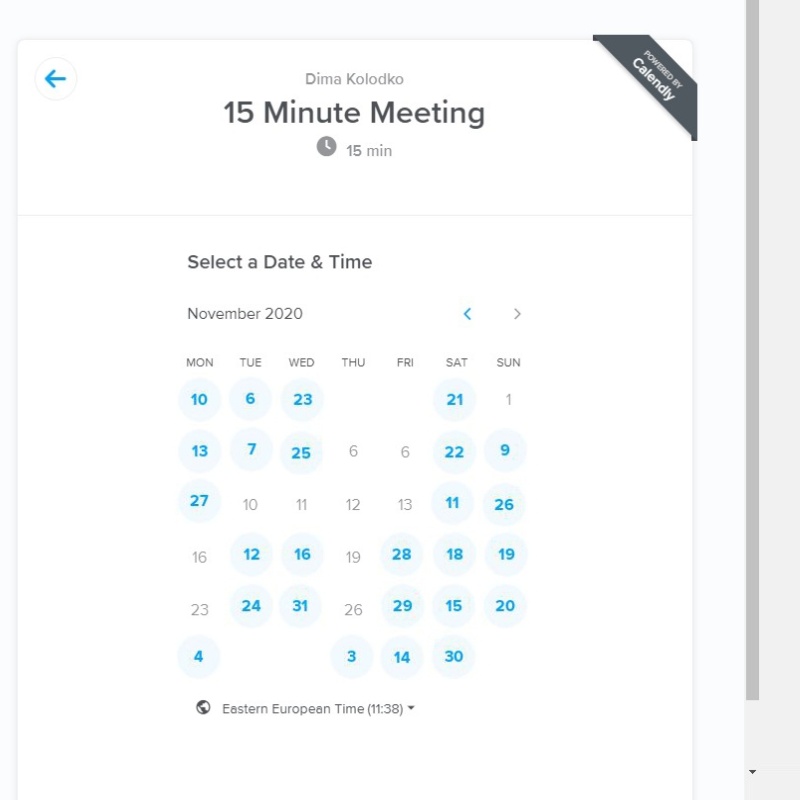 POWERED BY
Calendly
Dima Kolodko
15 Minute Meeting
15 min
Select a Date & Time
November 2020
MON TUE WED THU FRI SAT SUN
10 6 23 21 1
13 7 25 6 6 22 9
27 10 11 12 13 11 26
16 12 16 19 28 18 19
23 24 31 26 29 15 20
4 3 14 30
Eastern European Time (11:38)